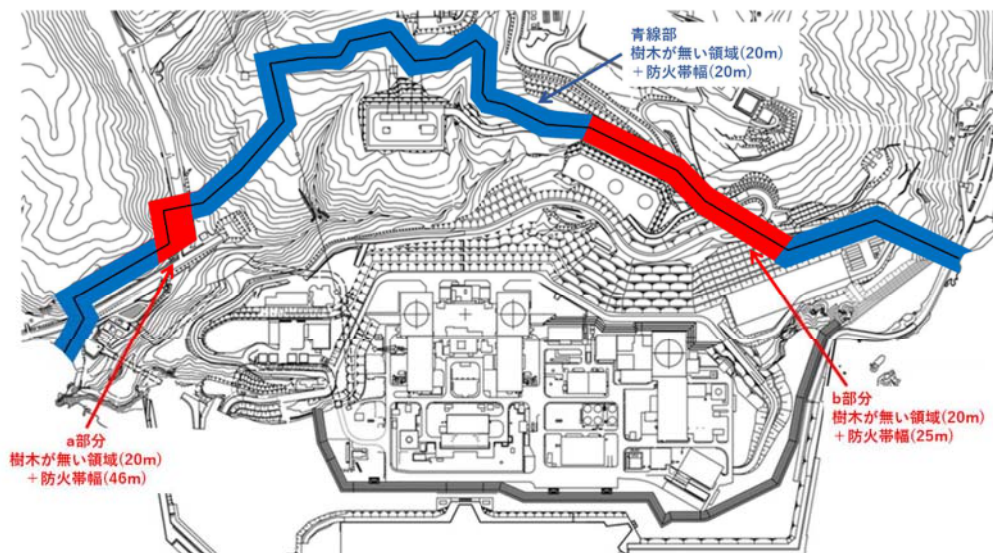 青線部
樹木が無い領域(20m)
＋防火帯幅(20m)
a部分
樹木が無い領域(20m)
＋防火帯幅(46m)
b部分
樹木が無い領域(20m)
＋防火帯幅(25m)